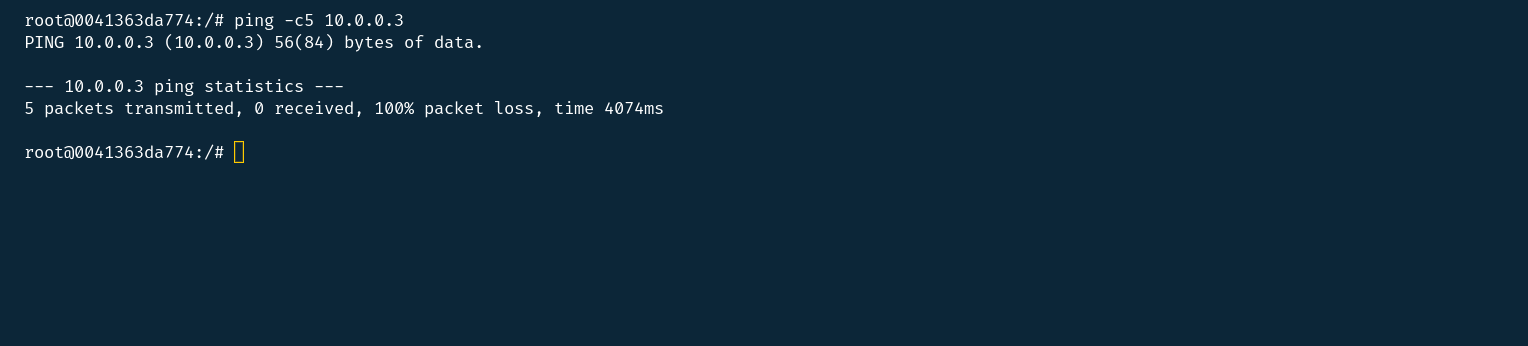 root@0041363da774:/# ping -c5 10.0.0.3
PING 10.0.0.3 (10.0.0.3) 56(84) bytes of data.
--- 10.0.0.3 ping statistics ---
5 packets transmitted, 0 received, 100% packet loss, time 4074ms
root@0041363da774:/#